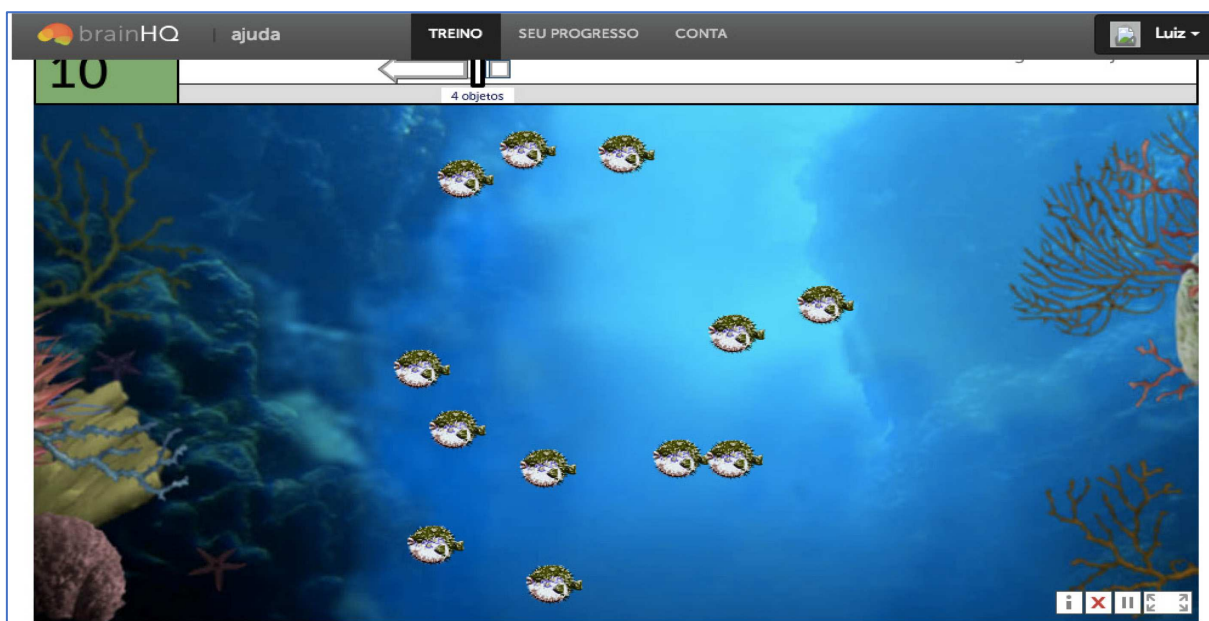 brainHQ
ajuda
TREINO
SEU PROGRESSO
CONTA
Luiz
10
4 objetos